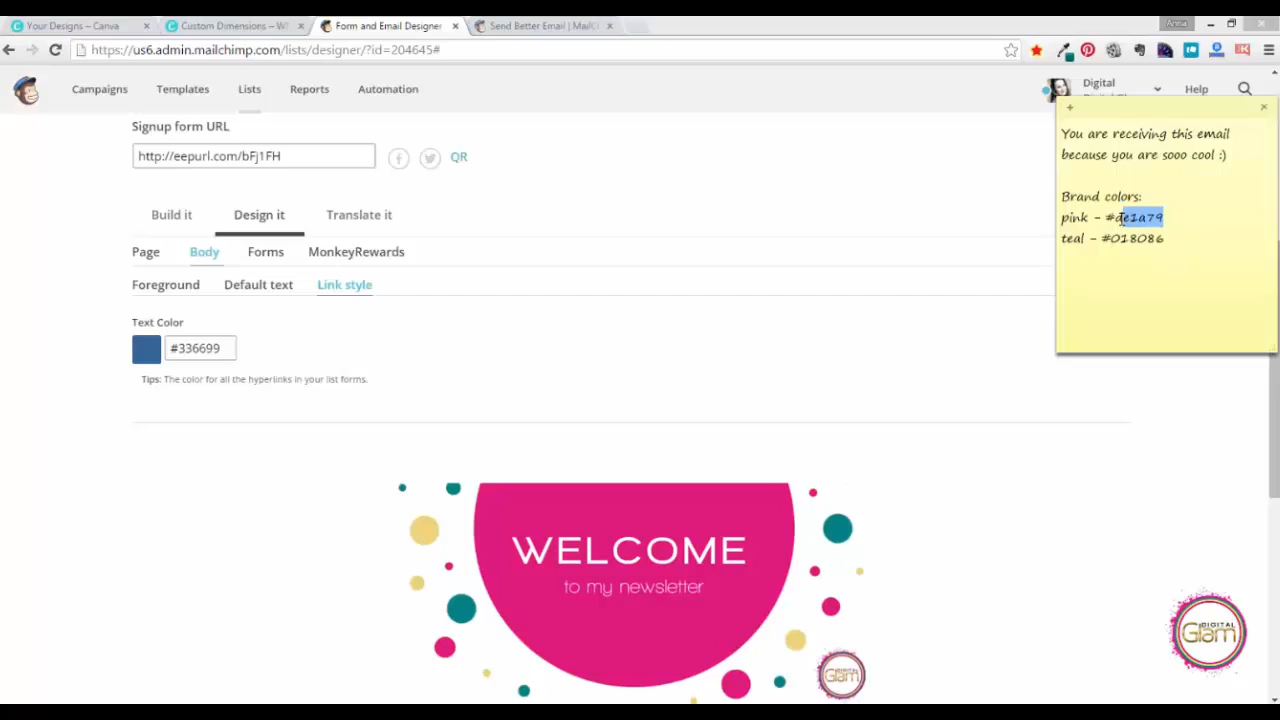 Your Designs – Canva
Custom Dimensions – W
Form and Email Designer
Send Better Email | MailC
Anna
https://us6.admin.mailchimp.com/lists/designer/?id=204645#
Campaigns
Templates
Lists
Reports
Automation
Digital
Help
Signup form URL
http://eepurl.com/bFj1FH
QR
You are receiving this email
because you are sooo cool :)
Brand colors:
pink - #de1a79
teal - #018086
Build it
Design it
Translate it
Page
Body
Forms
MonkeyRewards
Foreground
Default text
Link style
Text Color
#336699
Tips: The color for all the hyperlinks in your list forms.
WELCOME
to my newsletter
DIGITAL
Glam
DIGITAL
Glam